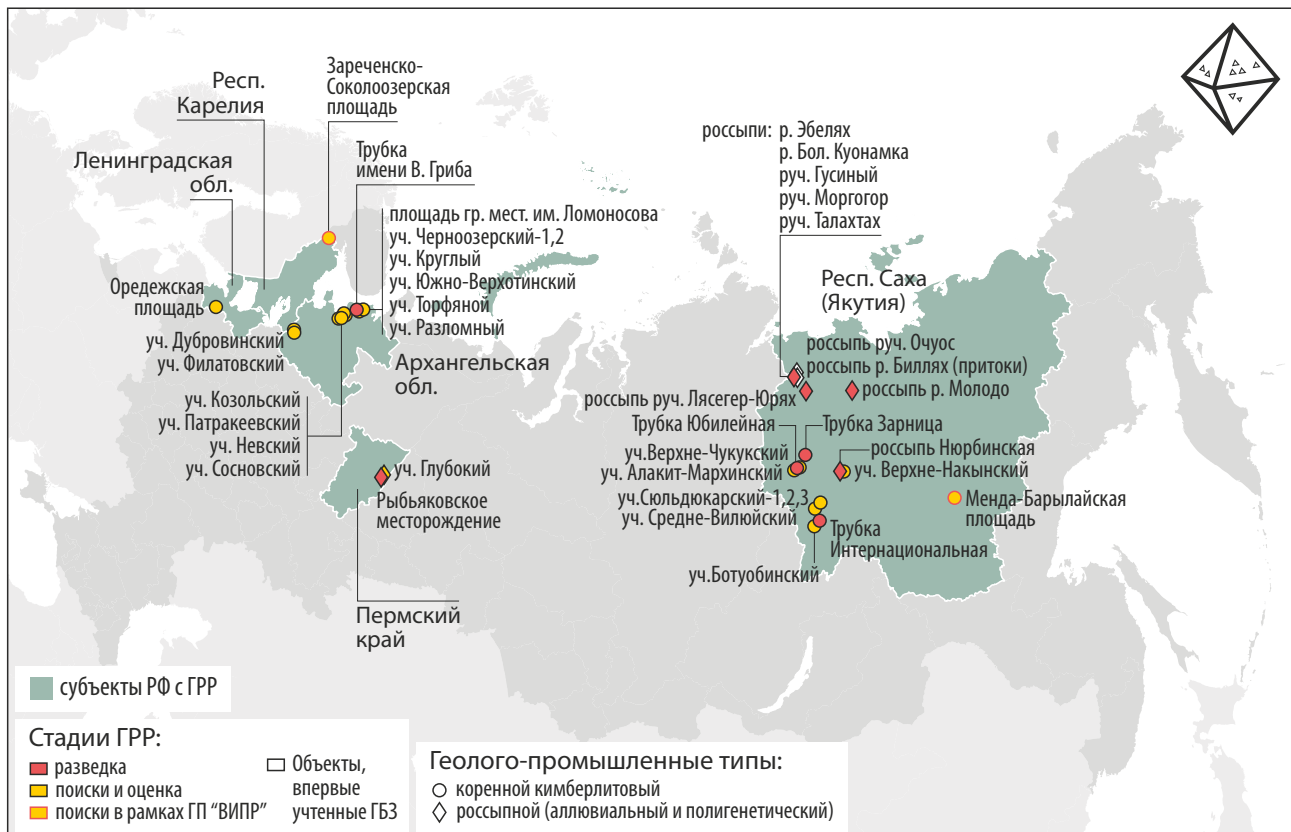 Зареченско-
Соколоозерская
площадь
Респ.
Карелия
Ленинградская
обл.
Трубка
имени В. Гриба
площадь гр. мест. им. Ломоносова
уч. Черноозерский-1,2
уч. Круглый
уч. Южно-Верхотинский
уч. Торфяной
уч. Разломный
Оредежская
площадь
уч. Дубровинский
уч. Филатовский
Архангельская
обл.
уч. Козольский
уч. Патракеевский
уч. Невский
уч. Сосновский
уч. Глубокий
Рыбьяковское
месторождение
Пермский
край
россыпи: р. Эбелях
р. Бол. Куонамка
руч. Гусиный
руч. Моргогор
руч. Талахтах
Респ. Саха
(Якутия)
россыпь руч. Очуос
россыпь р. Биллях (притоки)
россыпь р. Молодо
россыпь руч. Лясегер-Юрях
Трубка Юбилейная
Трубка Зарница
уч.Верхне-Чукукский
россыпь Нюрбинская
уч. Алакит-Мархинский
уч. Верхне-Накынский
уч.Сюльдюкарский-1,2,3
уч. Средне-Вилюйский
Менда-Барылайская
площадь
Трубка
Интернациональная
уч.Ботуобинский
субъекты РФ с ГРР
Стадии ГРР:
разведка
поиски и оценка
поиски в рамках ГП "ВИПР"
Объекты,
впервые
учтенные ГБЗ
Геолого-промышленные типы:
коренной кимберлитовый
россыпной (аллювиальный и полигенетический)